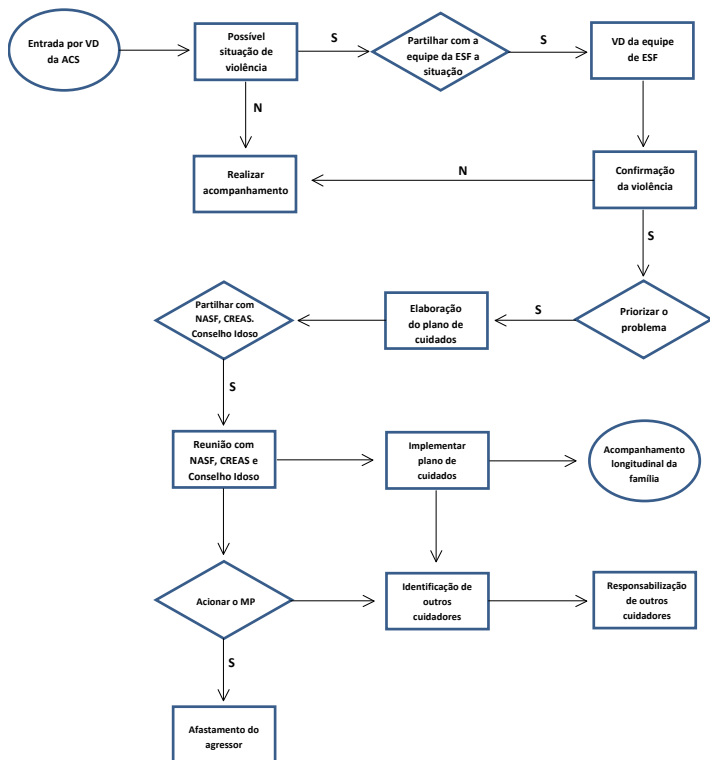 Entrada por VD
da ACS
Possível
situação de
violência
S
Partilhar com a
equipe da ESF a
situação
S
VD da equipe
de ESF
N
Realizar
acompanhamento
N
Confirmação
da violência
S
Partilhar com
NASF, CREAS.
Conselho Idoso
Elaboração
do plano de
cuidados
S
Priorizar o
problema
S
Reunião com
NASF, CREAS e
Conselho Idoso
Implementar
plano de
cuidados
Acompanhamento
longitudinal da
família
Acionar o MP
Identificação de
outros
cuidadores
Responsabilização
de outros
cuidadores
S
Afastamento do
agressor